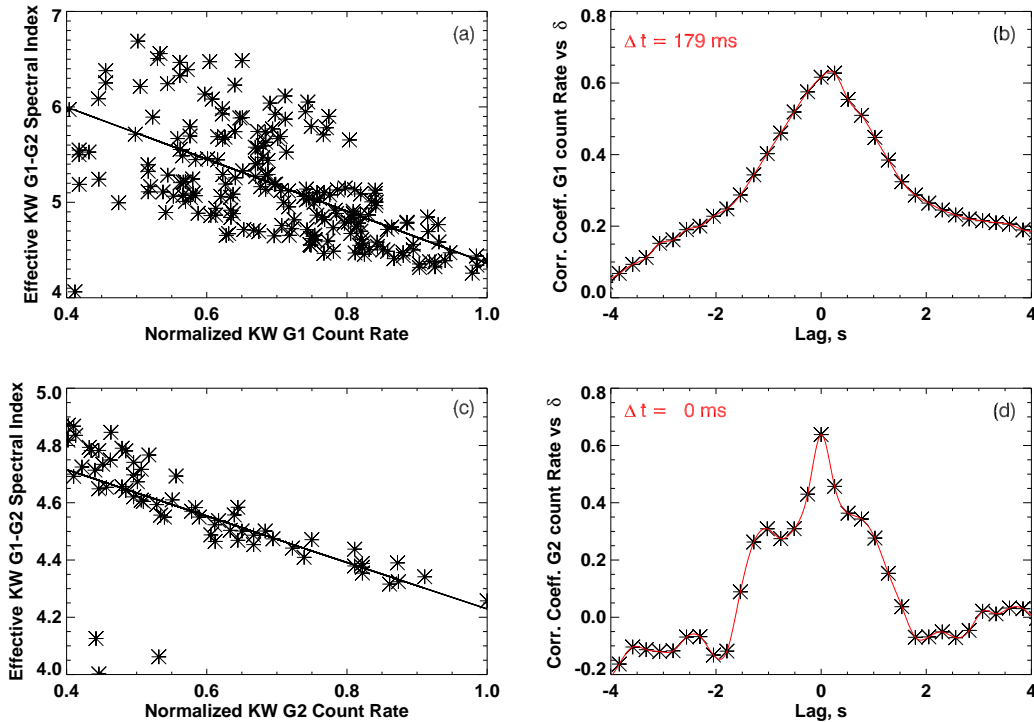 (a)
Effective KW G1-G2 Spectral Index
7
6
5
4
0.4 0.6 0.8 1.0
Normalized KW G1 Count Rate
(b)
Δ t = 179 ms
Corr. Coeff. G1 count Rate vs δ
0.8
0.6
0.4
0.2
0.0
-4 -2 0 2 4
Lag, s
(c)
Effective KW G1-G2 Spectral Index
5.0
4.8
4.6
4.4
4.2
4.0
0.4 0.6 0.8 1.0
Normalized KW G2 Count Rate
(d)
Δ t = 0 ms
Corr. Coeff. G2 count Rate vs δ
0.8
0.6
0.4
0.2
0.0
-0.2
-4 -2 0 2 4
Lag, s